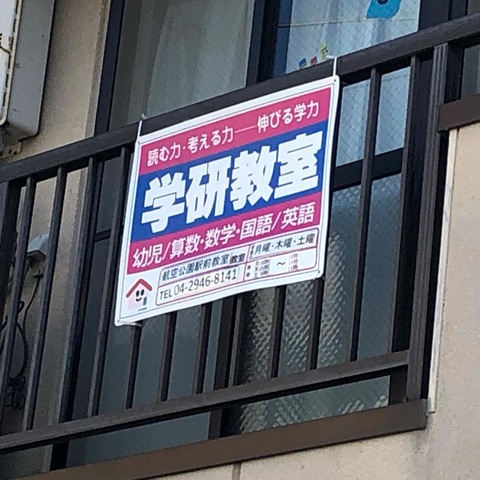 読む力・考える力――伸びる学力
学研教室
幼児/算数・数学・国語/英語
航空公園駅前教室 教室
TEL 04-2946-8141
月曜・木曜・土曜
～